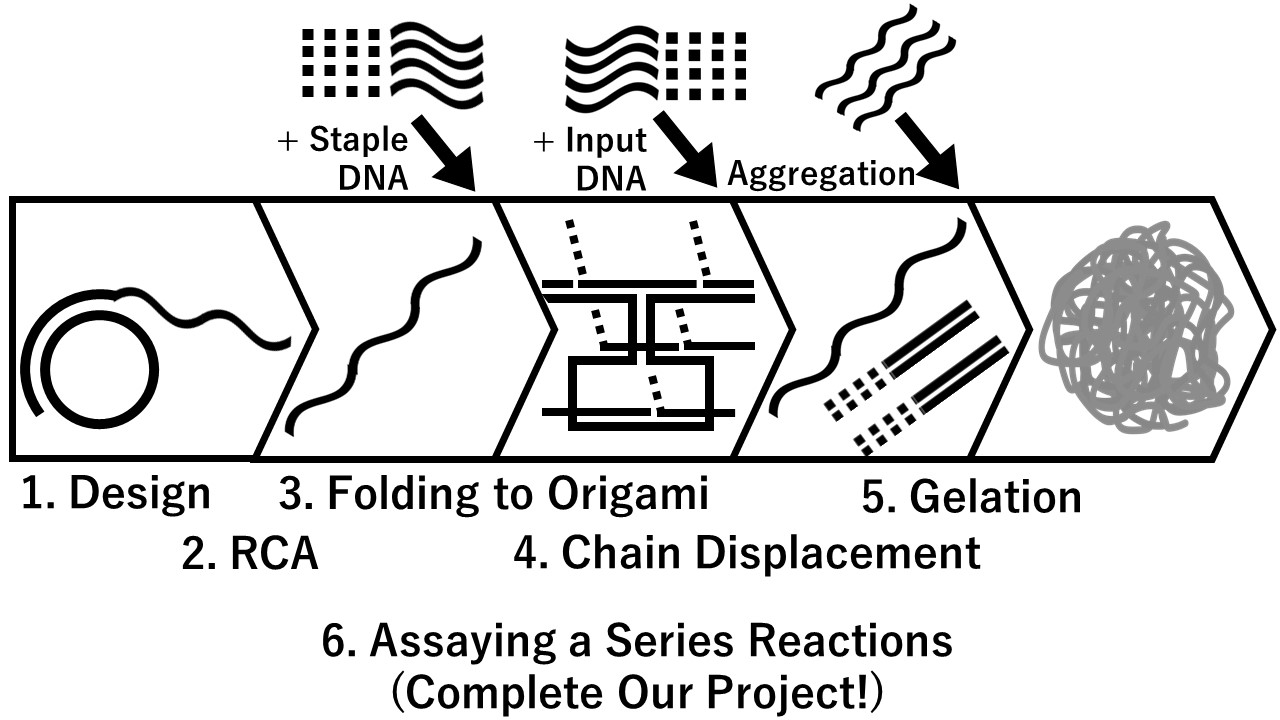 + Staple
DNA
+ Input
DNA
Aggregation
1. Design
3. Folding to Origami
5. Gelation
2. RCA
4. Chain Displacement
6. Assaying a Series Reactions
(Complete Our Project!)